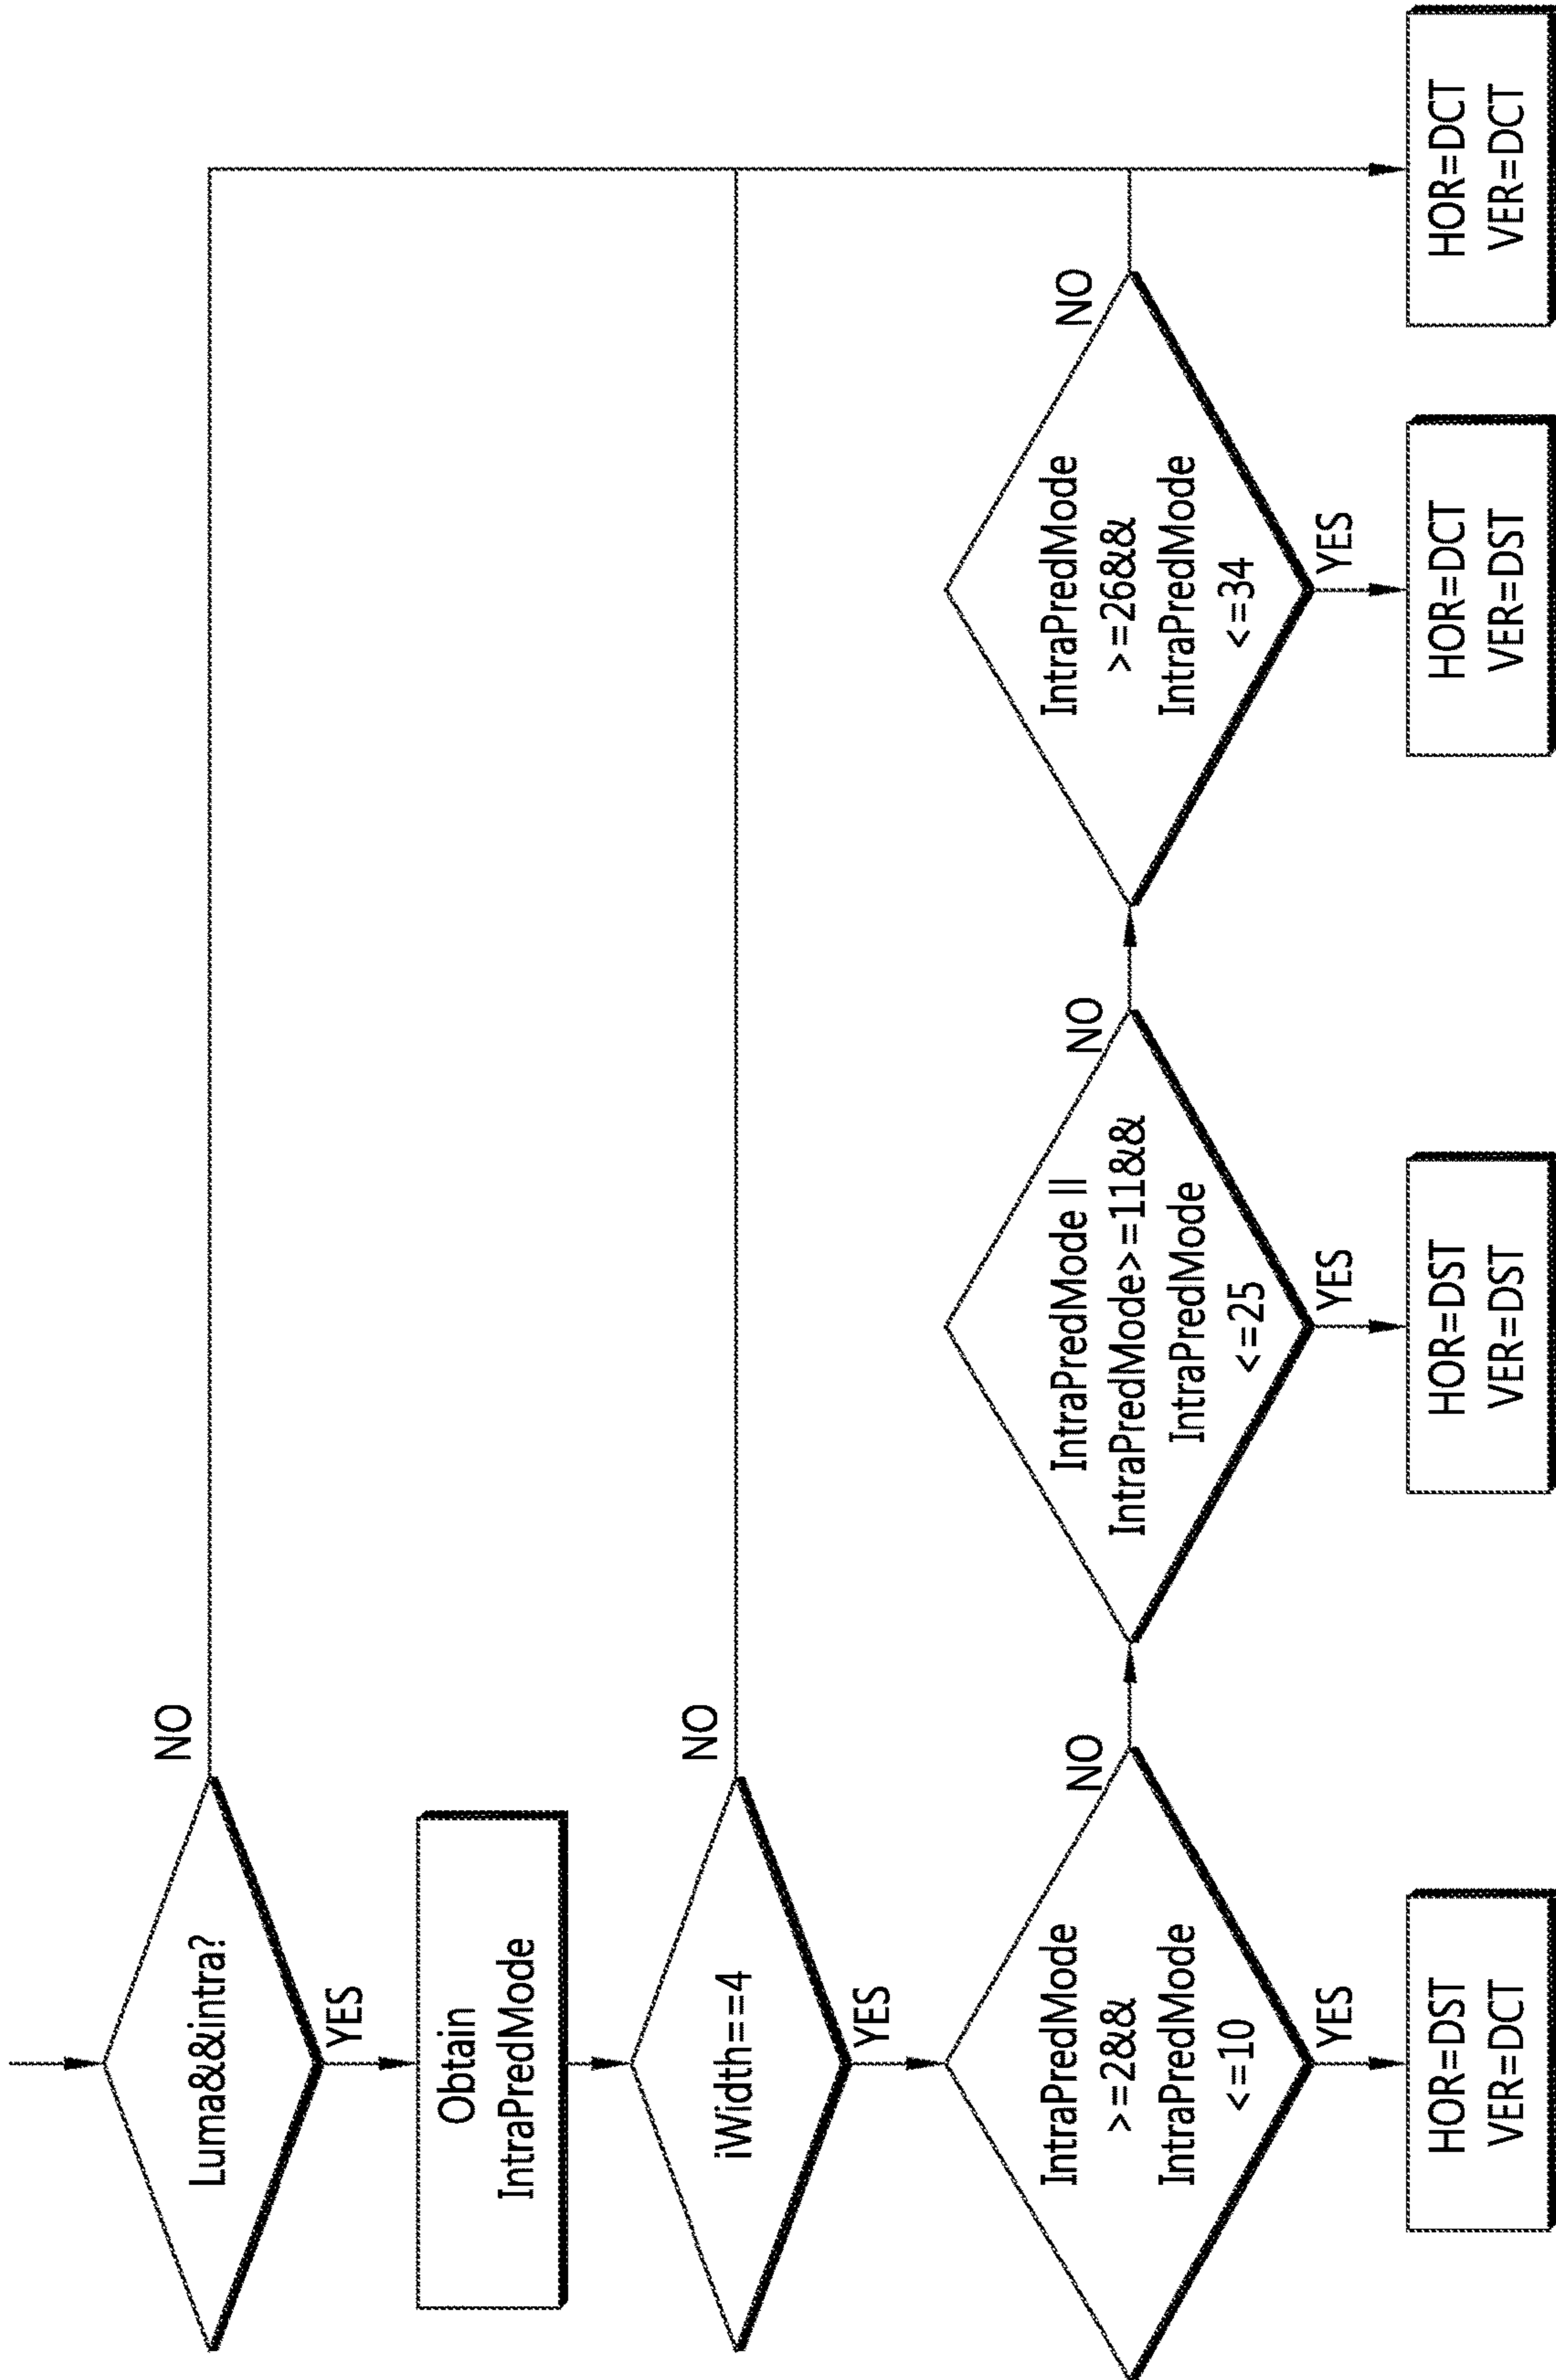 Luma&&intra?
NO
YES
Obtain
IntraPredMode
iWidth==4
NO
YES
IntraPredMode
>=2&&
IntraPredMode
<=10
NO
YES
IntraPredMode ||
IntraPredMode>=11&&
IntraPredMode
<=25
NO
YES
IntraPredMode
>=26&&
IntraPredMode
<=34
NO
YES
HOR=DST
VER=DCT
HOR=DST
VER=DST
HOR=DCT
VER=DST
HOR=DCT
VER=DCT